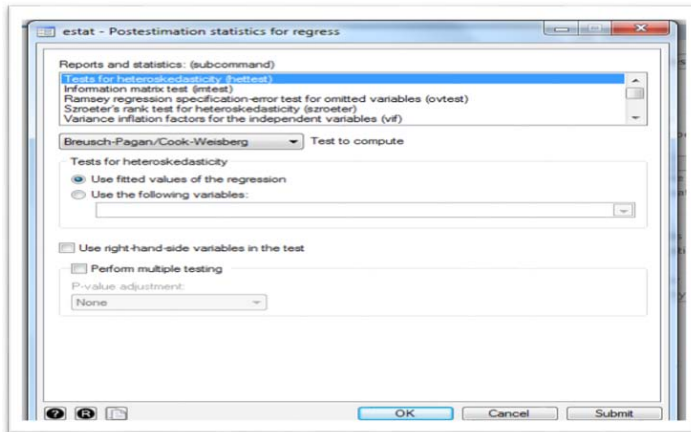 estat - Postestimation statistics for regress
Reports and statistics: (subcommand)
Tests for heteroskedasticity (hettest)
Information matrix test (imtest)
Ramsey regression specification-error test for omitted variables (ovtest)
Szroeter's rank test for heteroskedasticity (szroeter)
Variance inflation factors for the independent variables (vif)
Breusch-Pagan/Cook-Weisberg Test to compute
Tests for heteroskedasticity
Use fitted values of the regression
Use the following variables:
Use right-hand-side variables in the test
Perform multiple testing
P-value adjustment:
None
? R OK Cancel Submit